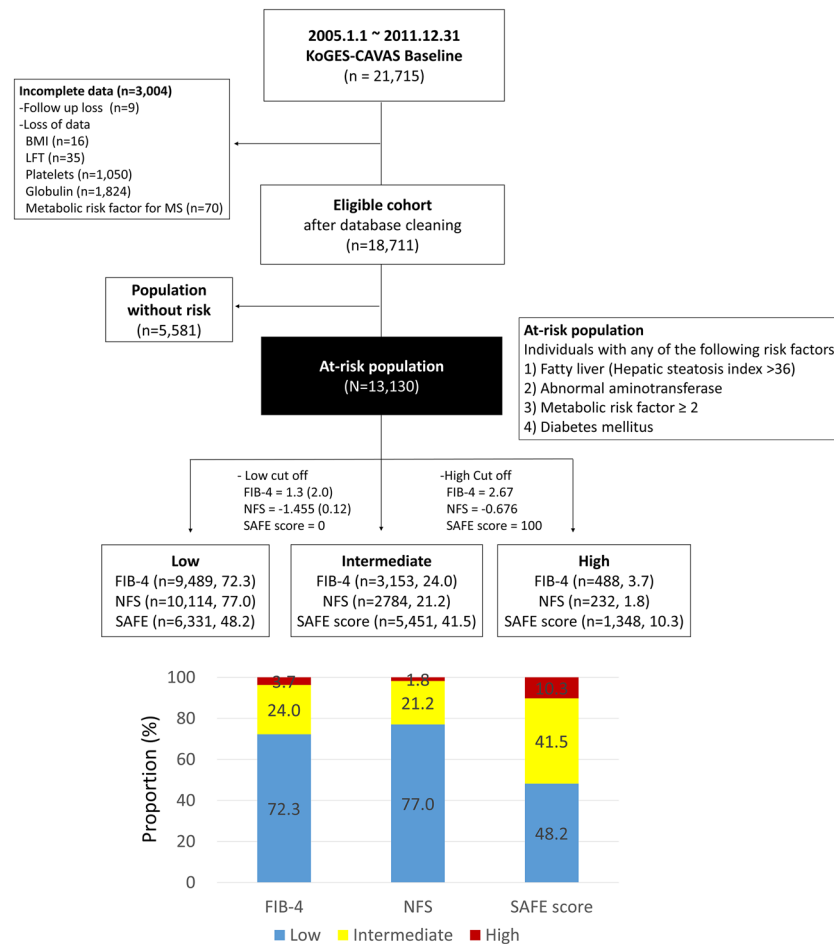 2005.1.1 ~ 2011.12.31
KoGES-CAVAS Baseline
(n = 21,715)
Incomplete data (n=3,004)
-Follow up loss (n=9)
-Loss of data
BMI (n=16)
LFT (n=35)
Platelets (n=1,050)
Globulin (n=1,824)
Metabolic risk factor for MS (n=70)
Eligible cohort
after database cleaning
(n=18,711)
Population
without risk
(n=5,581)
At-risk population
(N=13,130)
At-risk population
Individuals with any of the following risk factors
1) Fatty liver (Hepatic steatosis index >36)
2) Abnormal aminotransferase
3) Metabolic risk factor ≥ 2
4) Diabetes mellitus
- Low cut off
FIB-4 = 1.3 (2.0)
NFS = -1.455 (0.12)
SAFE score = 0
-High Cut off
FIB-4 = 2.67
NFS = -0.676
SAFE score = 100
Low
FIB-4 (n=9,489, 72.3)
NFS (n=10,114, 77.0)
SAFE (n=6,331, 48.2)
Intermediate
FIB-4 (n=3,153, 24.0)
NFS (n=2784, 21.2)
SAFE score (n=5,451, 41.5)
High
FIB-4 (n=488, 3.7)
NFS (n=232, 1.8)
SAFE score (n=1,348, 10.3)
Proportion (%)
100
80
60
40
20
0
3.7
24.0
72.3
1.8
21.2
77.0
10.3
41.5
48.2
FIB-4 NFS SAFE score
Low Intermediate High